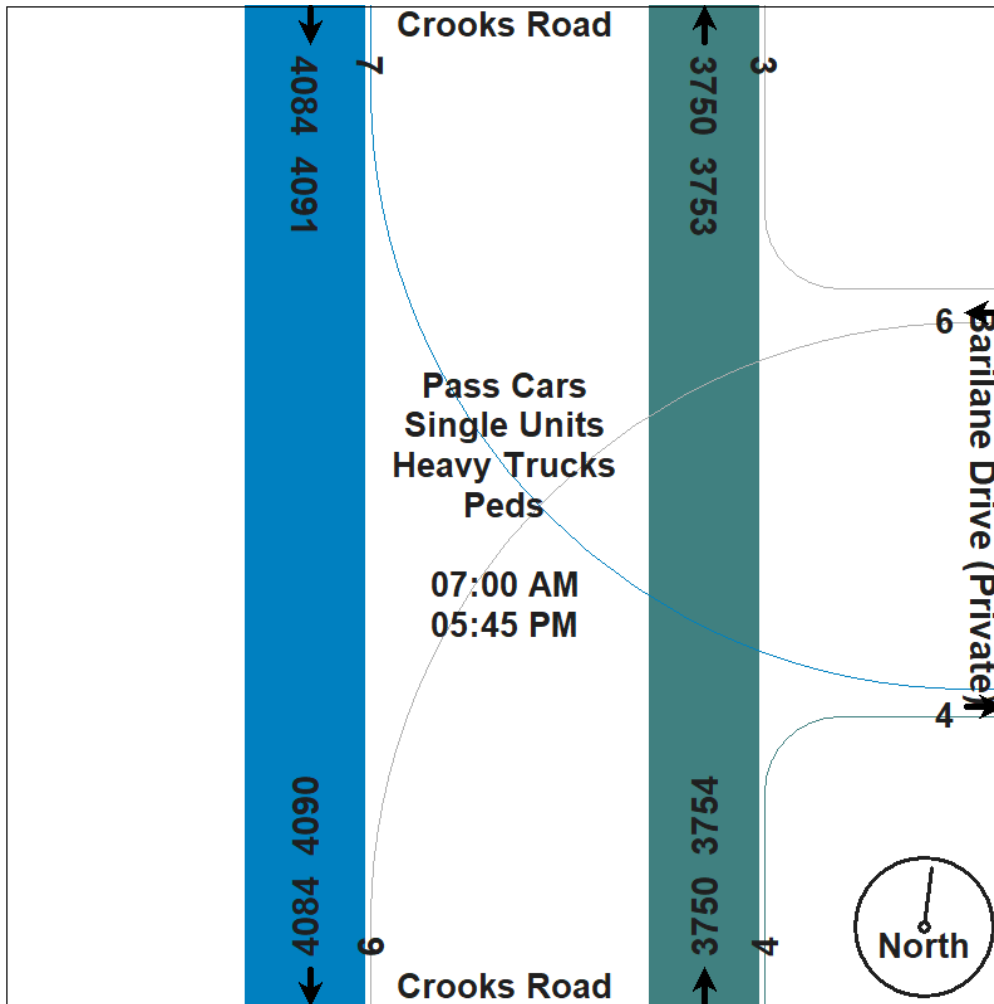 Crooks Road
4084 4091
7
3750 3753
3
6
Barilane Drive (Private)
Pass Cars
Single Units
Heavy Trucks
Peds
07:00 AM
05:45 PM
4
4084 4090
6
3750 3754
4
North
Crooks Road